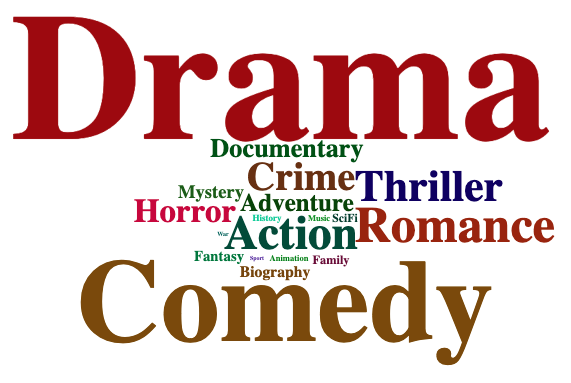 Drama
Documentary
Crime Thriller
Mystery Adventure
Horror History Music SciFi Romance
War Action
Fantasy Sport Animation Family
Biography
Comedy